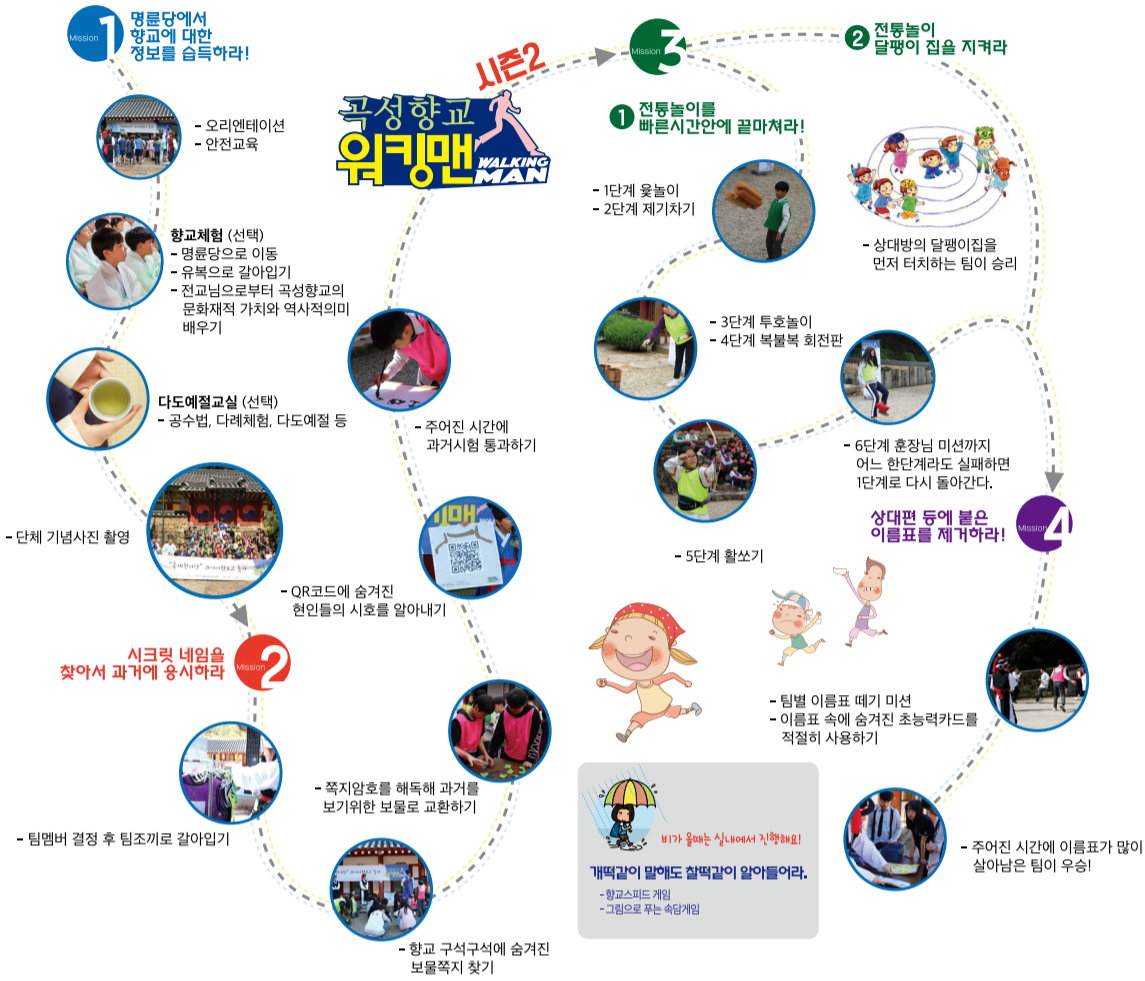 Mission 1
명륜당에서
향교에 대한
정보를 습득하라!
- 오리엔테이션
- 안전교육
향교체험 (선택)
- 명륜당으로 이동
- 유복으로 갈아입기
- 전교님으로부터 곡성향교의
문화재적 가치와 역사적의미
배우기
다도예절교실 (선택)
- 공수법, 다례체험, 다도예절 등
- 단체 기념사진 촬영
시즌2
곡성향교
워킹맨
WALKING
MAN
Mission 2
시크릿 네임을
찾아서 과거에 응시하라
- 팀멤버 결정 후 팀조끼로 갈아입기
- 향교 구석구석에 숨겨진
보물쪽지 찾기
- 쪽지암호를 해독해 과거를
보기위한 보물로 교환하기
- QR코드에 숨겨진
현인들의 시호를 알아내기
- 주어진 시간에
과거시험 통과하기
Mission 3
1 전통놀이를
빠른시간안에 끝마쳐라!
- 1단계 윷놀이
- 2단계 제기차기
- 3단계 투호놀이
- 4단계 복불복 회전판
- 5단계 활쏘기
- 6단계 훈장님 미션까지
어느 한단계라도 실패하면
1단계로 다시 돌아간다.
2 전통놀이
달팽이 집을 지켜라
- 상대방의 달팽이집을
먼저 터치하는 팀이 승리
Mission 4
상대편 등에 붙은
이름표를 제거하라!
- 팀별 이름표 떼기 미션
- 이름표 속에 숨겨진 초능력카드를
적절히 사용하기
- 주어진 시간에 이름표가 많이
살아남은 팀이 우승!
비가 올때는 실내에서 진행해요!
개떡같이 말해도 찰떡같이 알아들어라.
- 향교스피드 게임
- 그림으로 푸는 속담게임